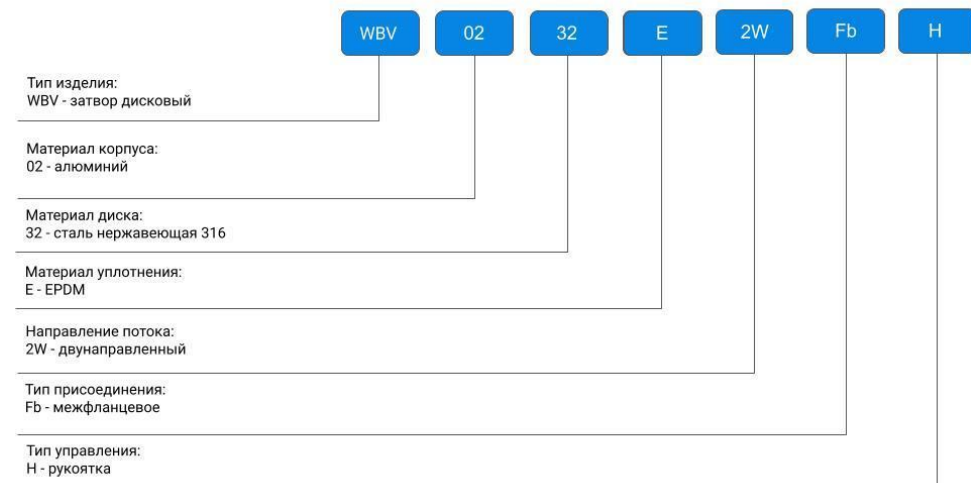 WBV 02 32 E 2W Fb H
Тип изделия:
WBV - затвор дисковый
Материал корпуса:
02 - алюминий
Материал диска:
32 - сталь нержавеющая 316
Материал уплотнения:
E - EPDM
Направление потока:
2W - двунаправленный
Тип присоединения:
Fb - межфланцевое
Тип управления:
H - рукоятка